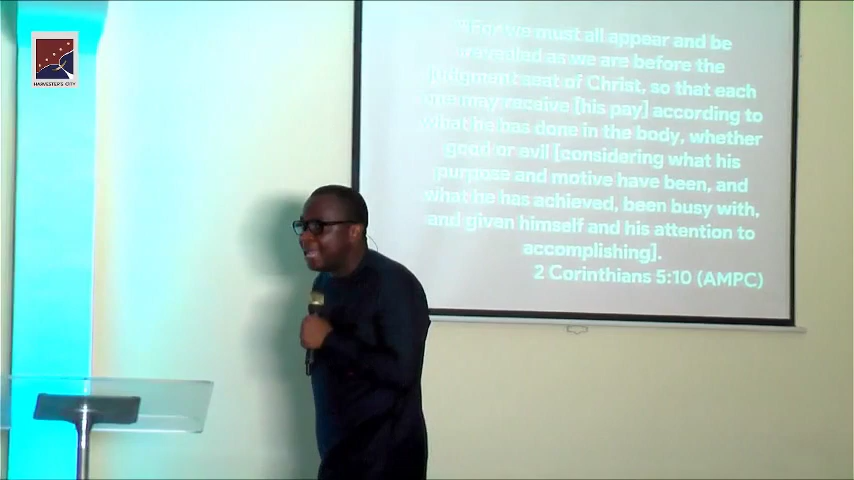 HARVESTER'S CITY
For we must all appear and be
revealed as we are before the
judgment seat of Christ, so that each
one may receive [his pay] according to
what he has done in the body, whether
good or evil [considering what his
purpose and motive have been, and
what he has achieved, been busy with,
and given himself and his attention to
accomplishing].
2 Corinthians 5:10 (AMPC)